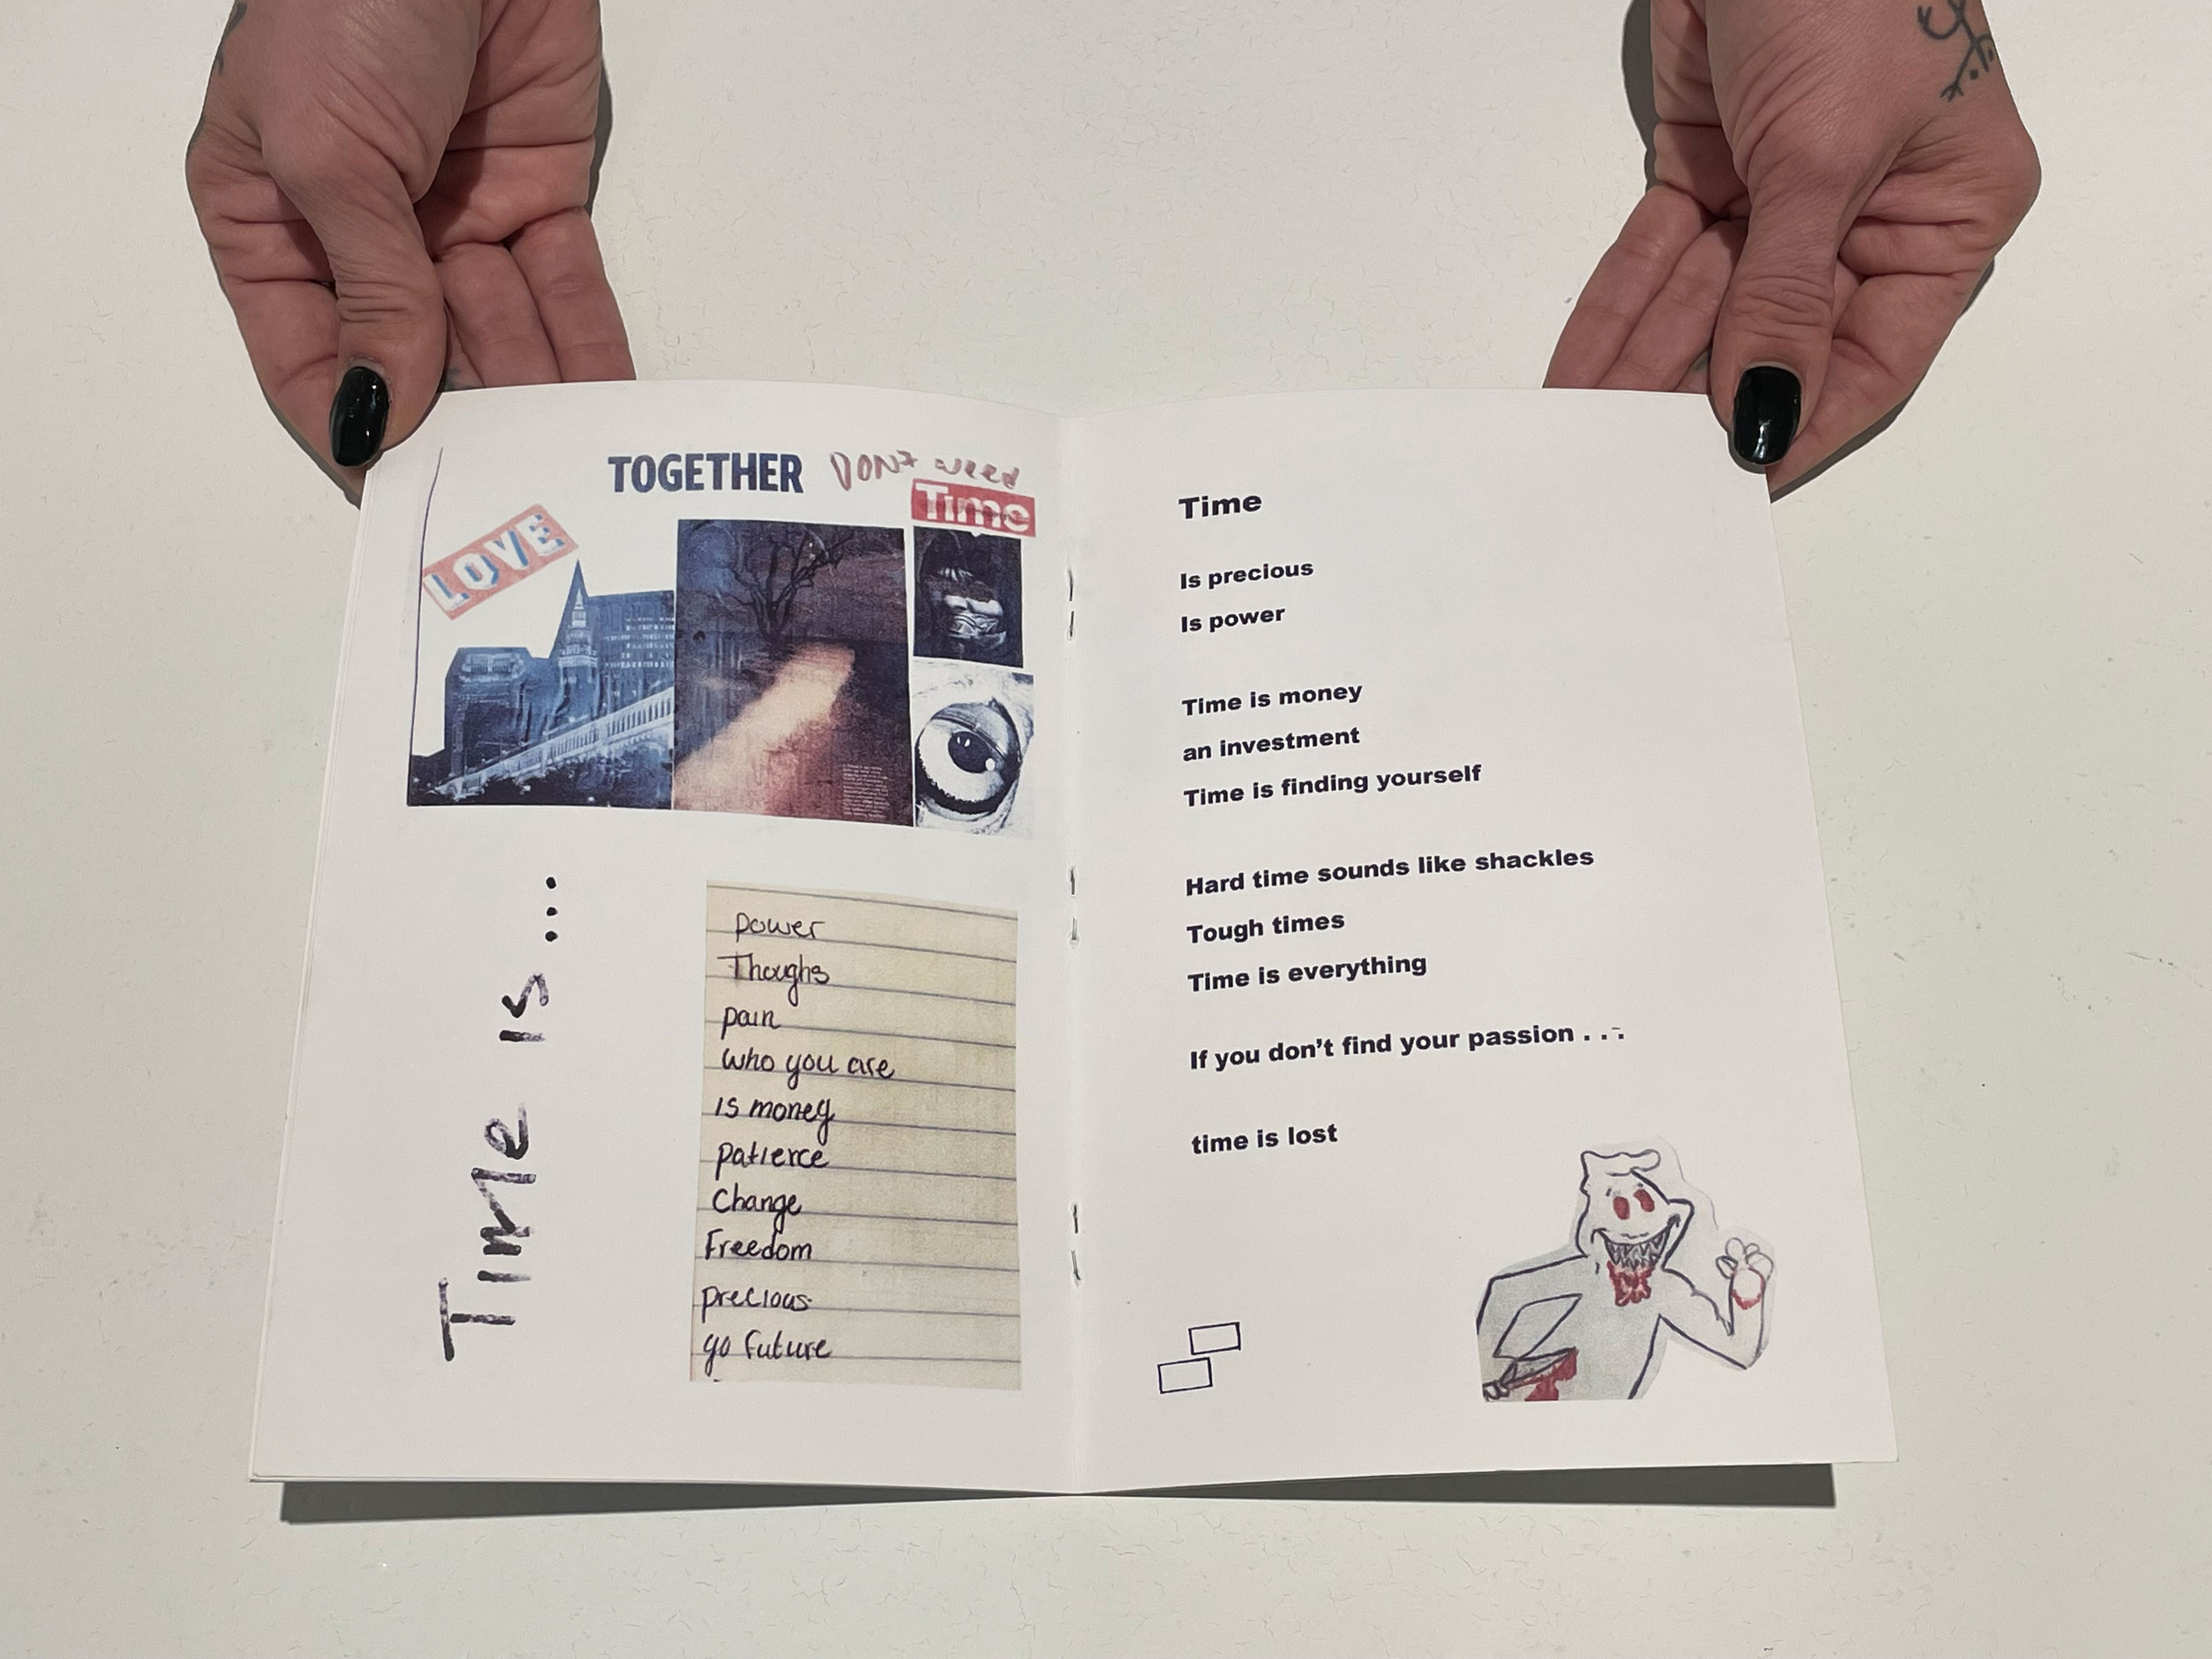 TOGETHER DONT need
Time
LOVE
Time is...
power
Thoughs
pain
who you are
is money
patience
Change
Freedom
precious
go future
Time
Is precious
Is power
Time is money
an investment
Time is finding yourself
Hard time sounds like shackles
Tough times
Time is everything
If you don't find your passion . . .
time is lost